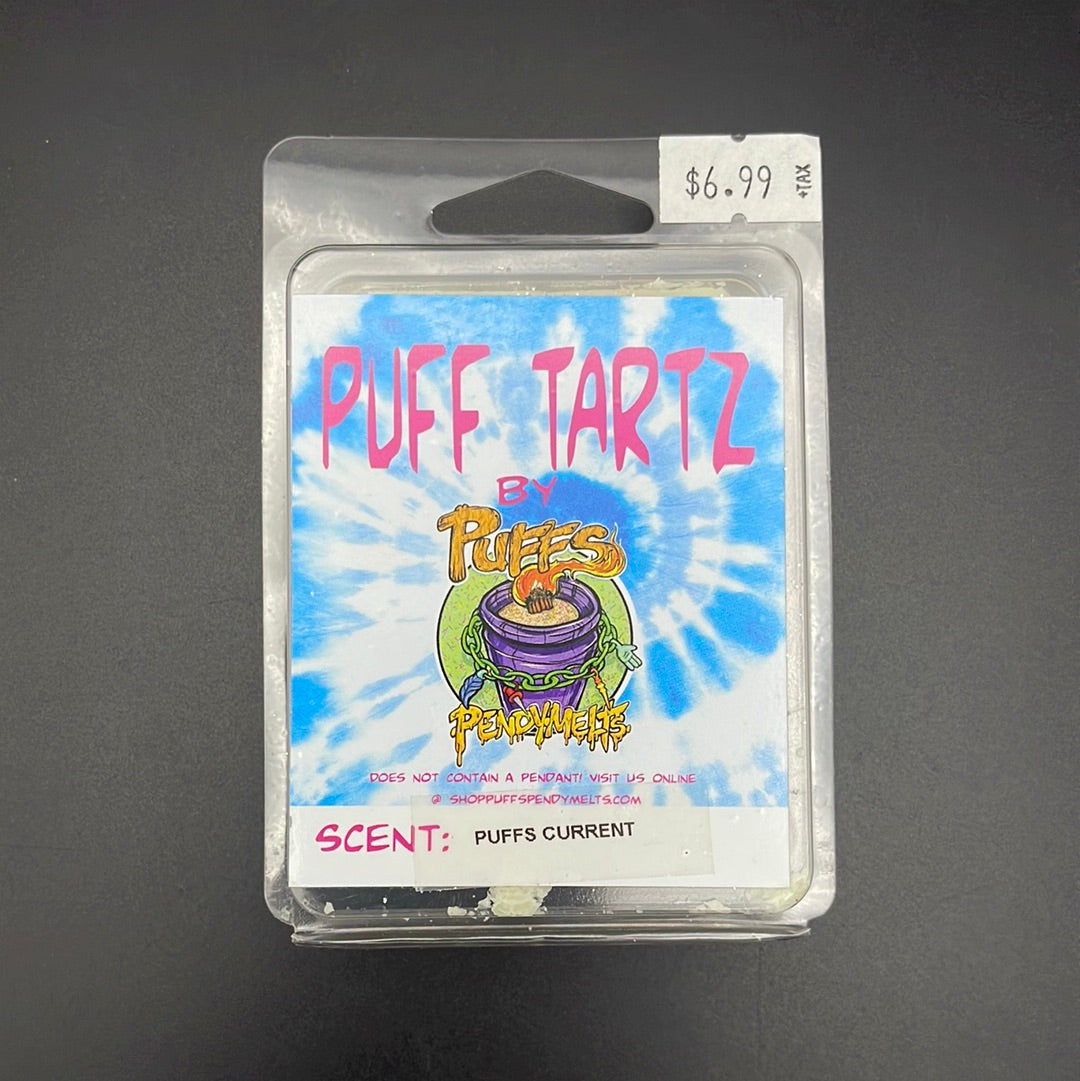 $6.99 +TAX
PUFF TARTZ
BY
PUFFS
PENDYMELTS
DOES NOT CONTAIN A PENDANT! VISIT US ONLINE
@ SHOPPUFFSPENDYMELTS.COM
SCENT: PUFFS CURRENT